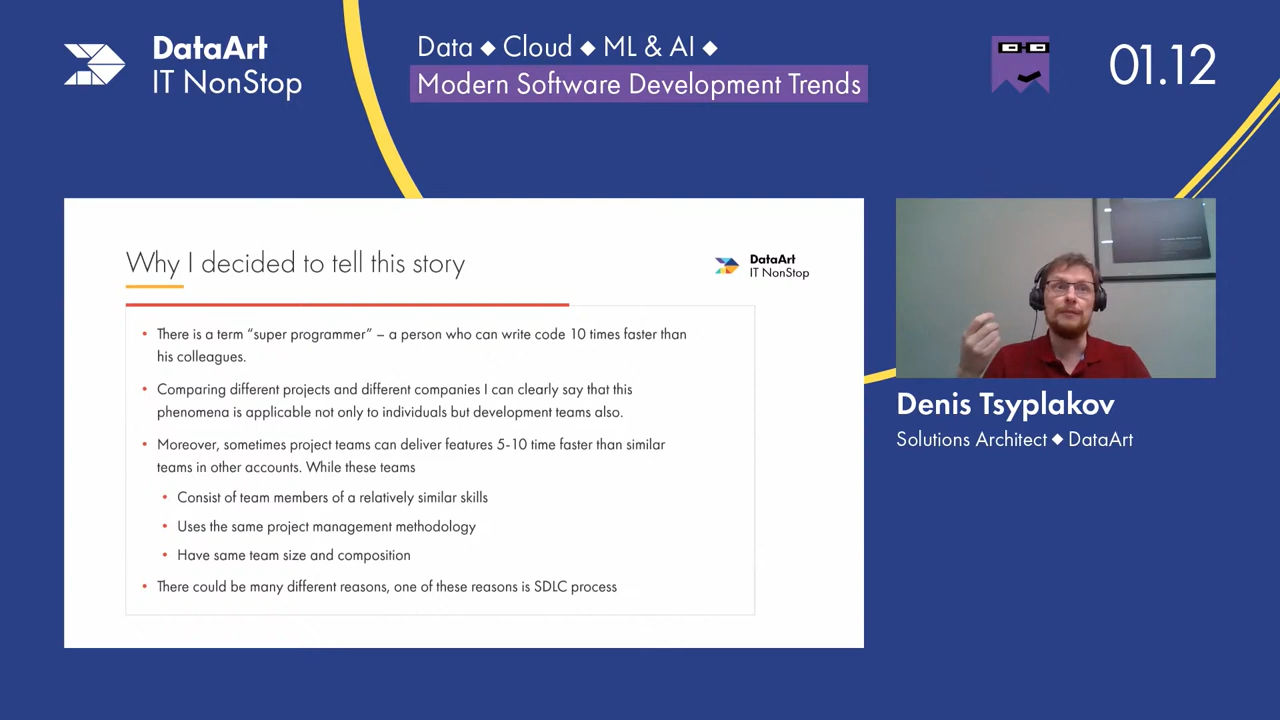 DataArt
IT NonStop
Data ◆ Cloud ◆ ML & AI ◆
Modern Software Development Trends
01.12
Why I decided to tell this story
DataArt
IT NonStop
• There is a term “super programmer” – a person who can write code 10 times faster than
his colleagues.
• Comparing different projects and different companies I can clearly say that this
phenomena is applicable not only to individuals but development teams also.
• Moreover, sometimes project teams can deliver features 5-10 time faster than similar
teams in other accounts. While these teams
• Consist of team members of a relatively similar skills
• Uses the same project management methodology
• Have same team size and composition
• There could be many different reasons, one of these reasons is SDLC process
Denis Tsyplakov
Solutions Architect ◆ DataArt